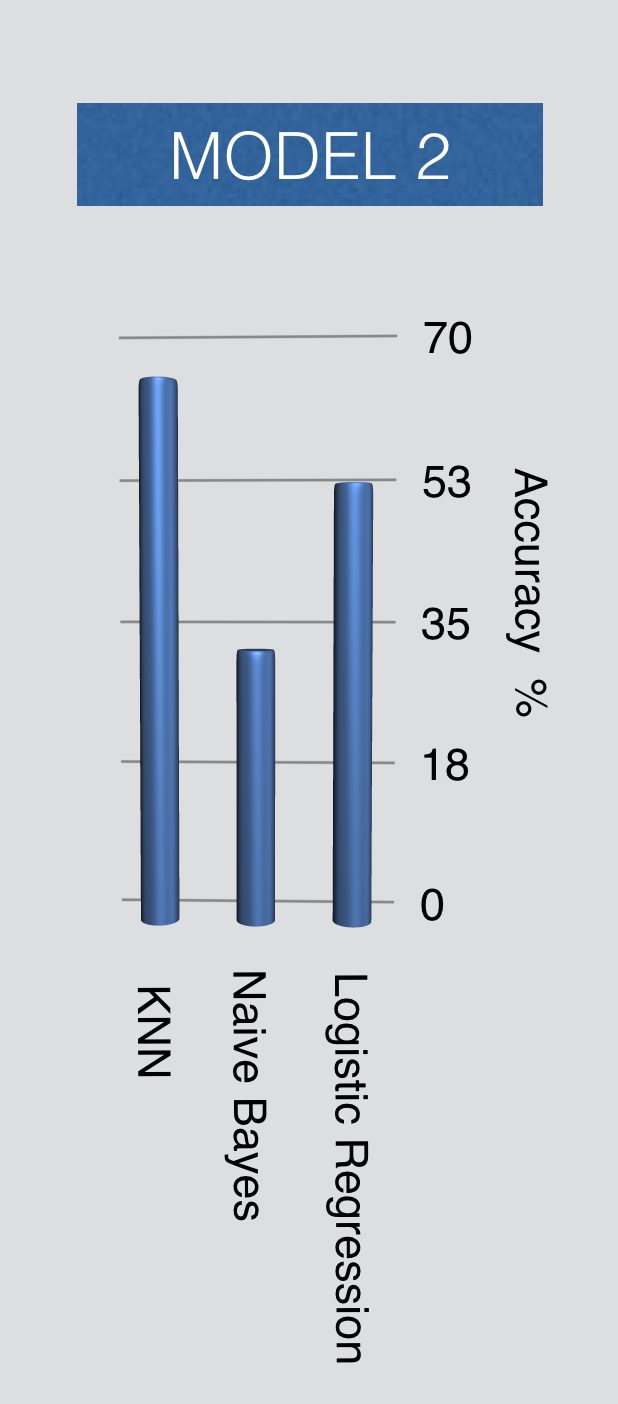 MODEL 2
70
53
35
18
0
Accuracy %
KNN
Naive Bayes
Logistic Regression